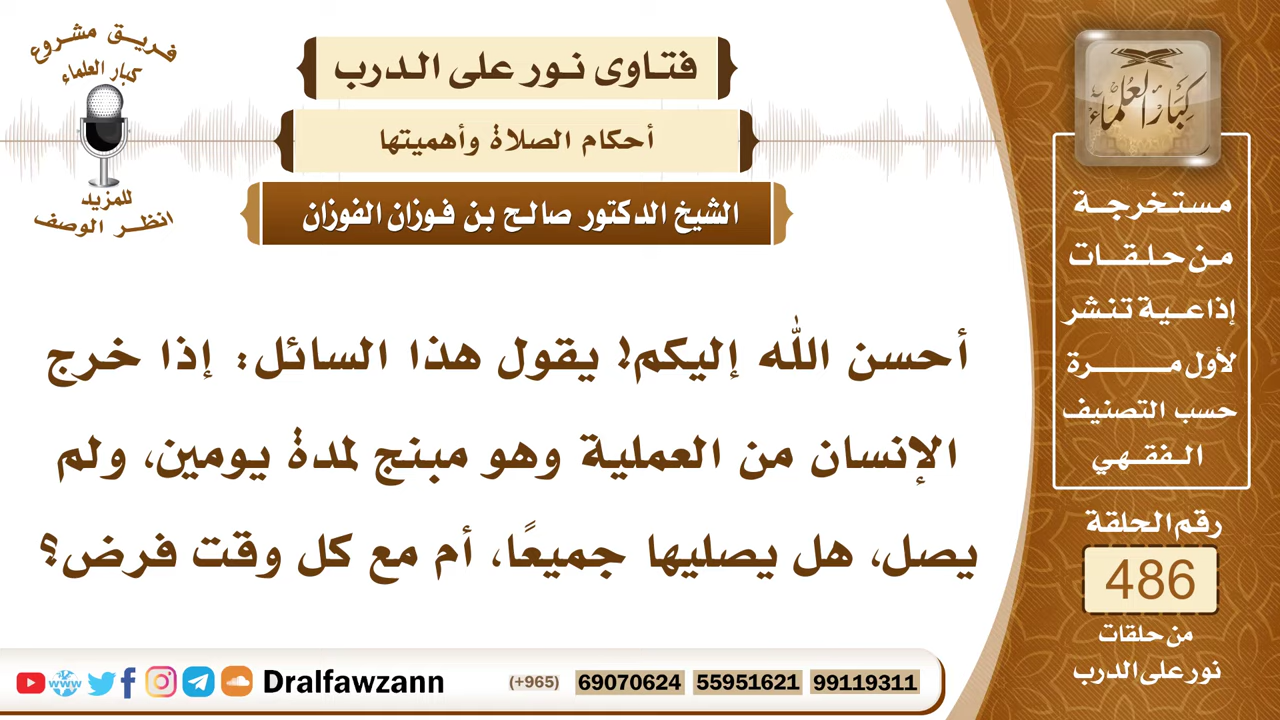 فريق مشروع
كبار العلماء
للمزيد
انظر الوصف
فتاوى نور على الدرب
أحكام الصلاة وأهميتها
الشيخ الدكتور صالح بن فوزان الفوزان
أحسن الله إليكم! يقول هذا السائل: إذا خرج
الإنسان من العملية وهو مبنج لمدة يومين، ولم
يصل، هل يصليها جميعًا، أم مع كل وقت فرض؟
كبار العلماء
مستخرجة
من حلقات
إذاعية تنشر
لأول مرة
حسب التصنيف
الفقهي
رقم الحلقة
486
من حلقات
نور على الدرب
www Dralfawzann (+965) 69070624 55951621 99119311